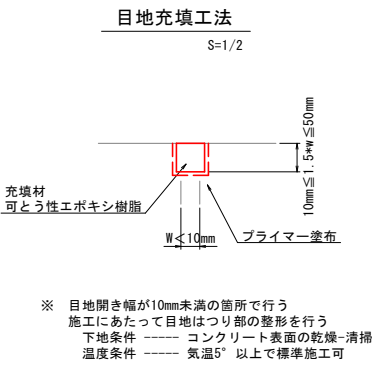 目地充填工法
S=1/2
10mm≦1.5*w≦50mm
充填材
可とう性エポキシ樹脂
W<10mm
プライマー塗布
※ 目地開き幅が10mm未満の箇所で行う
施工にあたって目地はつり部の整形を行う
下地条件 ----- コンクリート表面の乾燥-清掃
温度条件 ----- 気温5° 以上で標準施工可